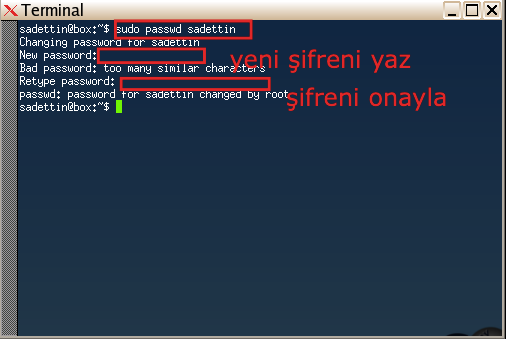 Terminal
sadettin@box:~$ sudo passwd sadettin
Changing password for sadettin
New password:
yeni şifreni yaz
Bad password: too many similar characters
Retype password:
şifreni onayla
passwd: password for sadettin changed by root
sadettin@box:~$